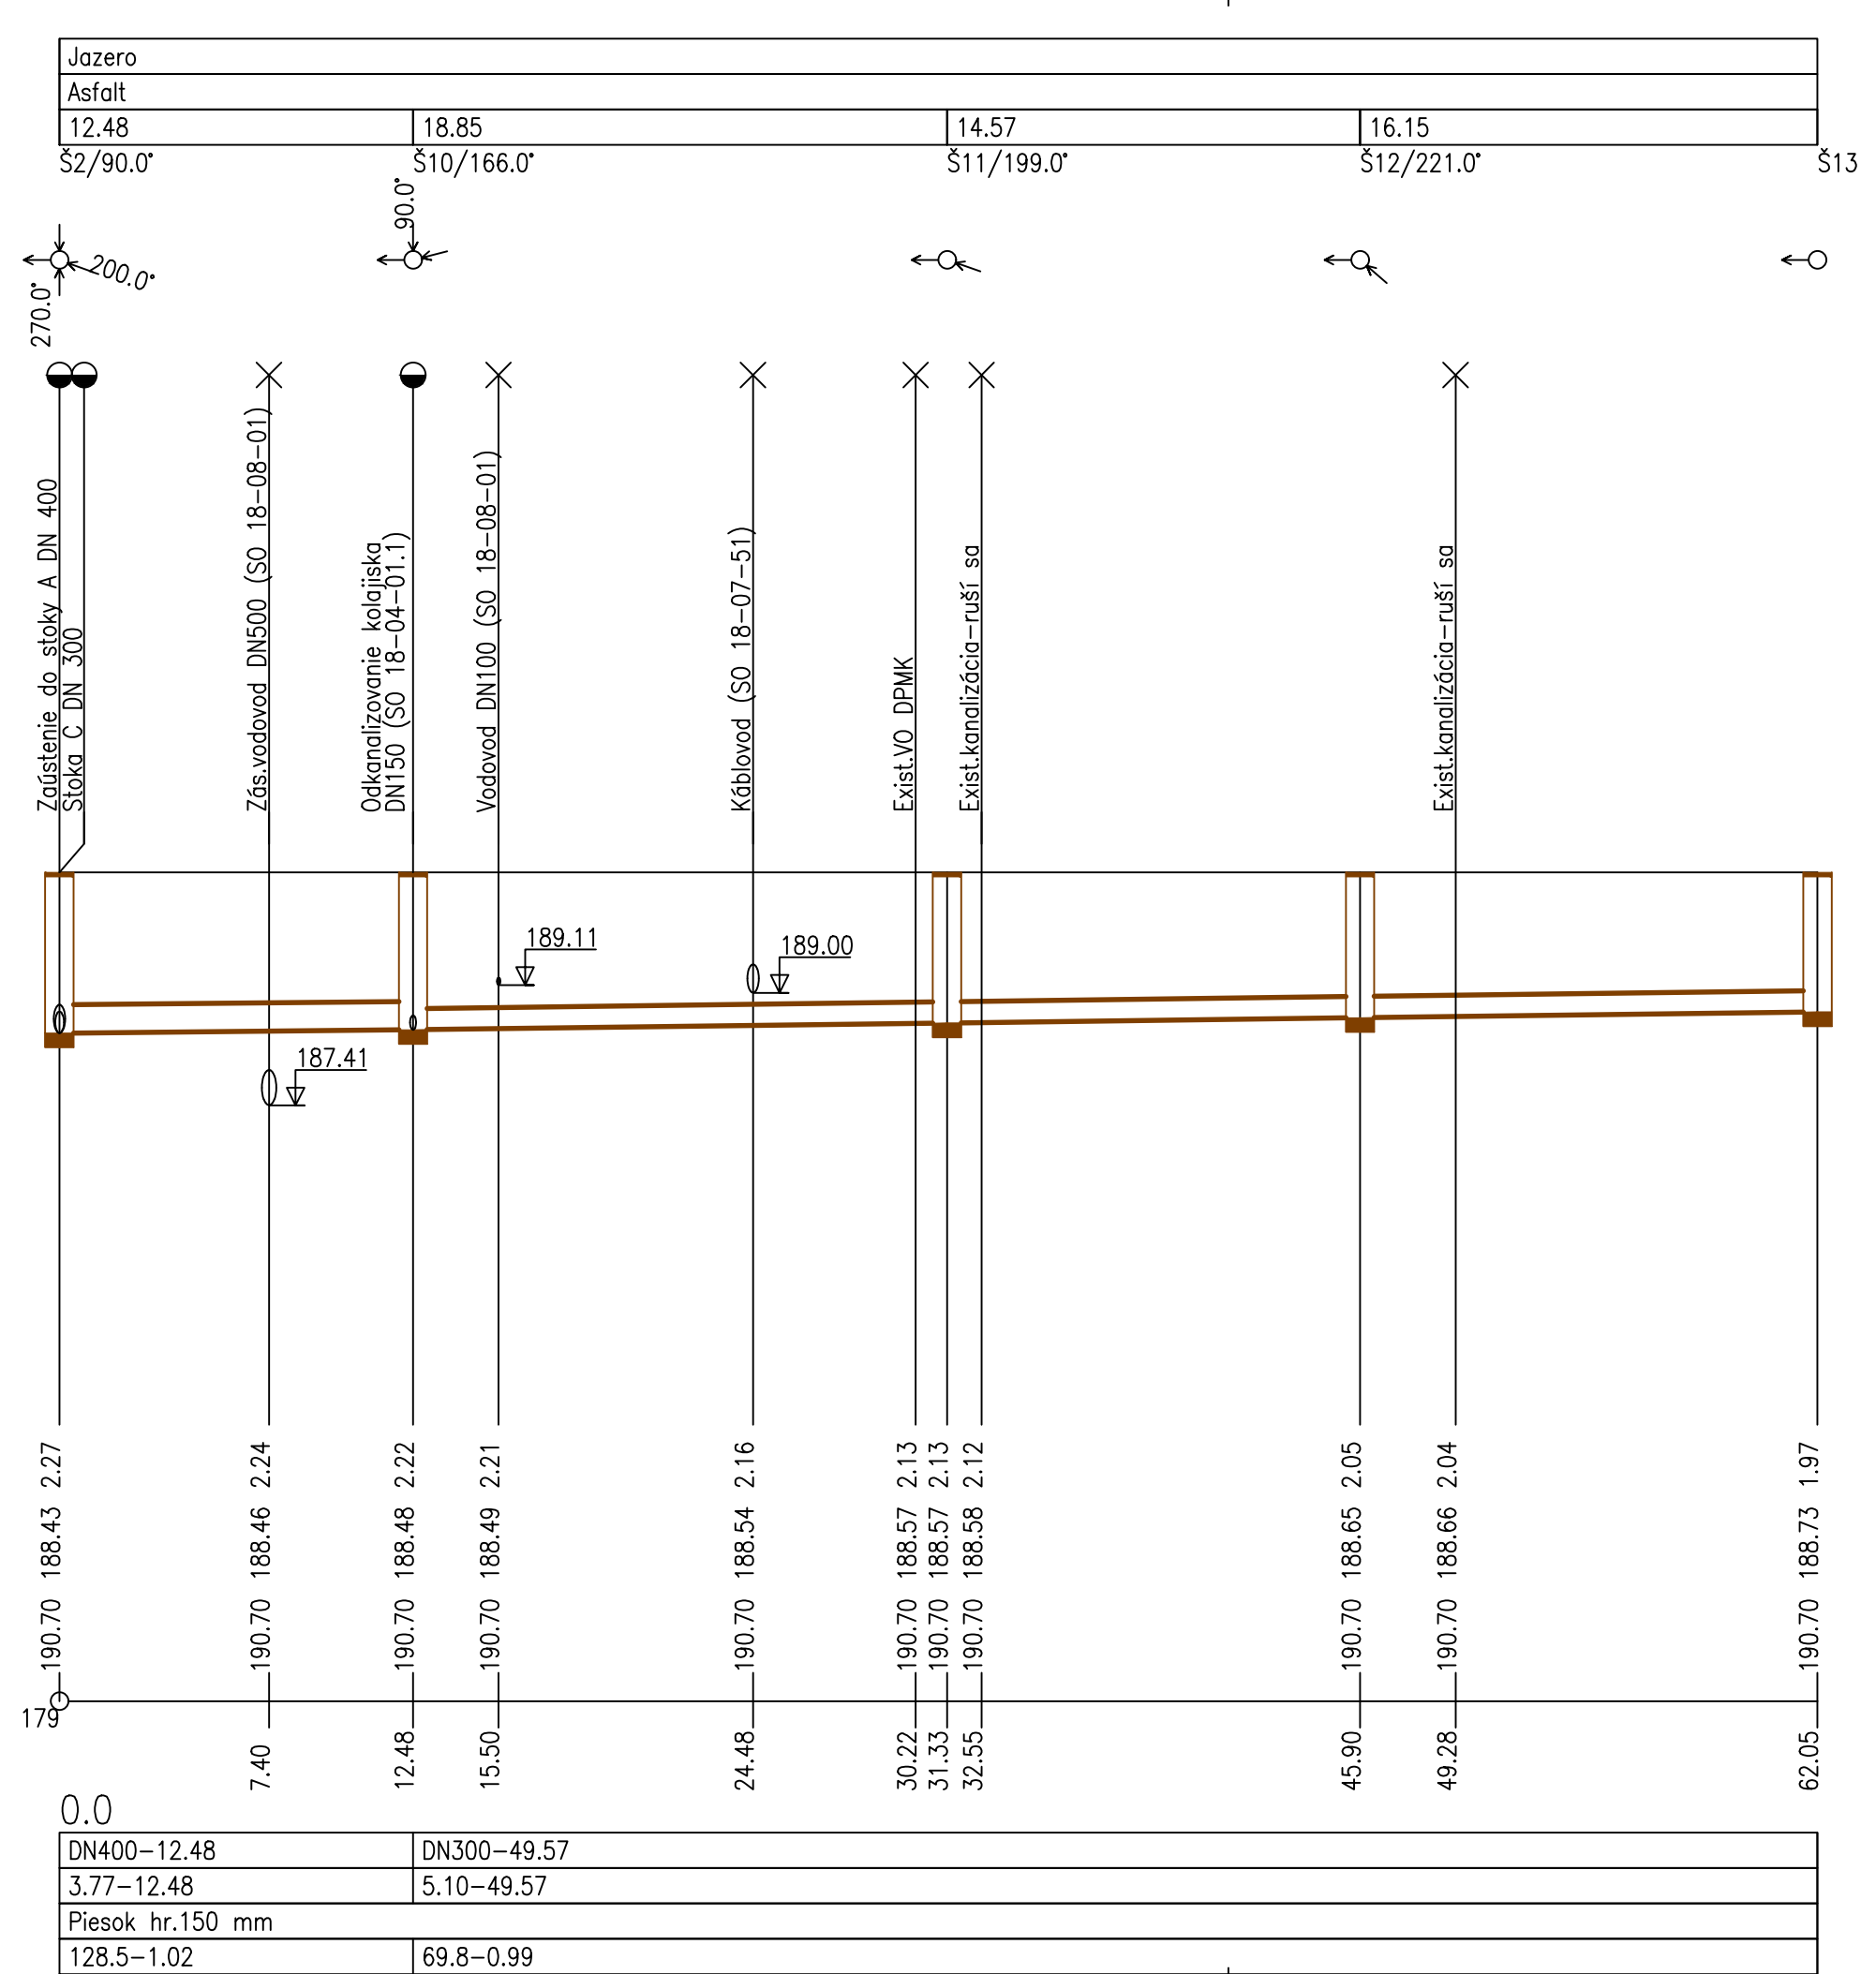 Jazero
Asfalt
12.48 18.85 14.57 16.15
Š2/90.0° Š10/166.0° Š11/199.0° Š12/221.0° Š13
90.0°
200.0°
270.0°
Zaústenie do stoky A DN 400
Stoka C DN 300
Zás.vodovod DN500 (SO 18-08-01)
Odkanalizovanie kolajiska
DN150 (SO 18-04-01.1)
Vodovod DN100 (SO 18-08-01)
Káblovod (SO 18-07-51)
Exist.VO DPMK
Exist.kanalizácia-ruší sa
Exist.kanalizácia-ruší sa
189.11
189.00
187.41
190.70 188.43 2.27
190.70 188.46 2.24
190.70 188.48 2.22
190.70 188.49 2.21
190.70 188.54 2.16
190.70 188.57 2.13
190.70 188.57 2.13
190.70 188.58 2.12
190.70 188.65 2.05
190.70 188.66 2.04
190.70 188.73 1.97
179
7.40
12.48
15.50
24.48
30.22
31.33
32.55
45.90
49.28
62.05
0.0
DN400-12.48 DN300-49.57
3.77-12.48 5.10-49.57
Piesok hr.150 mm
128.5-1.02 69.8-0.99